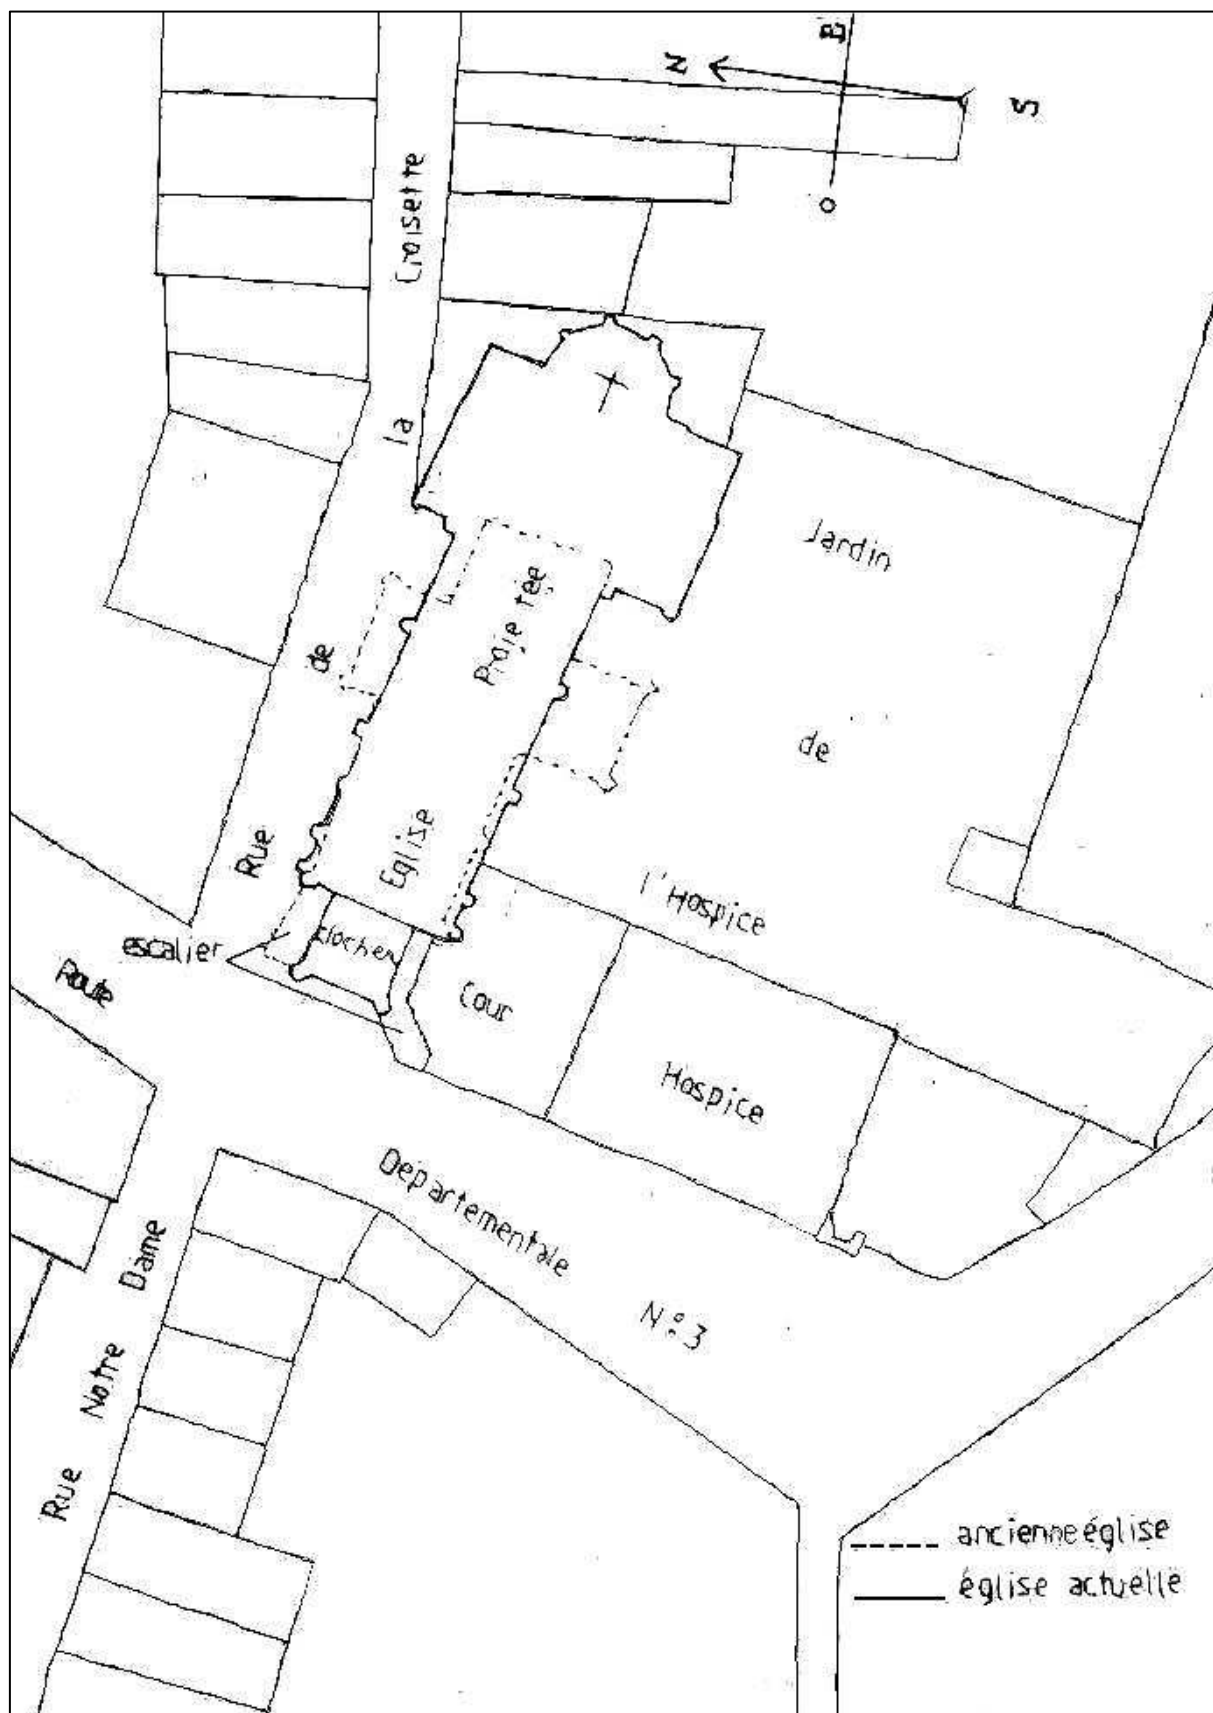 E
N
S
O
Rue de la Croisette
Jardin de l'Hospice
Eglise Projetée
escalier
clocher
Cour
Hospice
Route Départementale N° 3
Rue Notre Dame
ancienne église
église actuelle